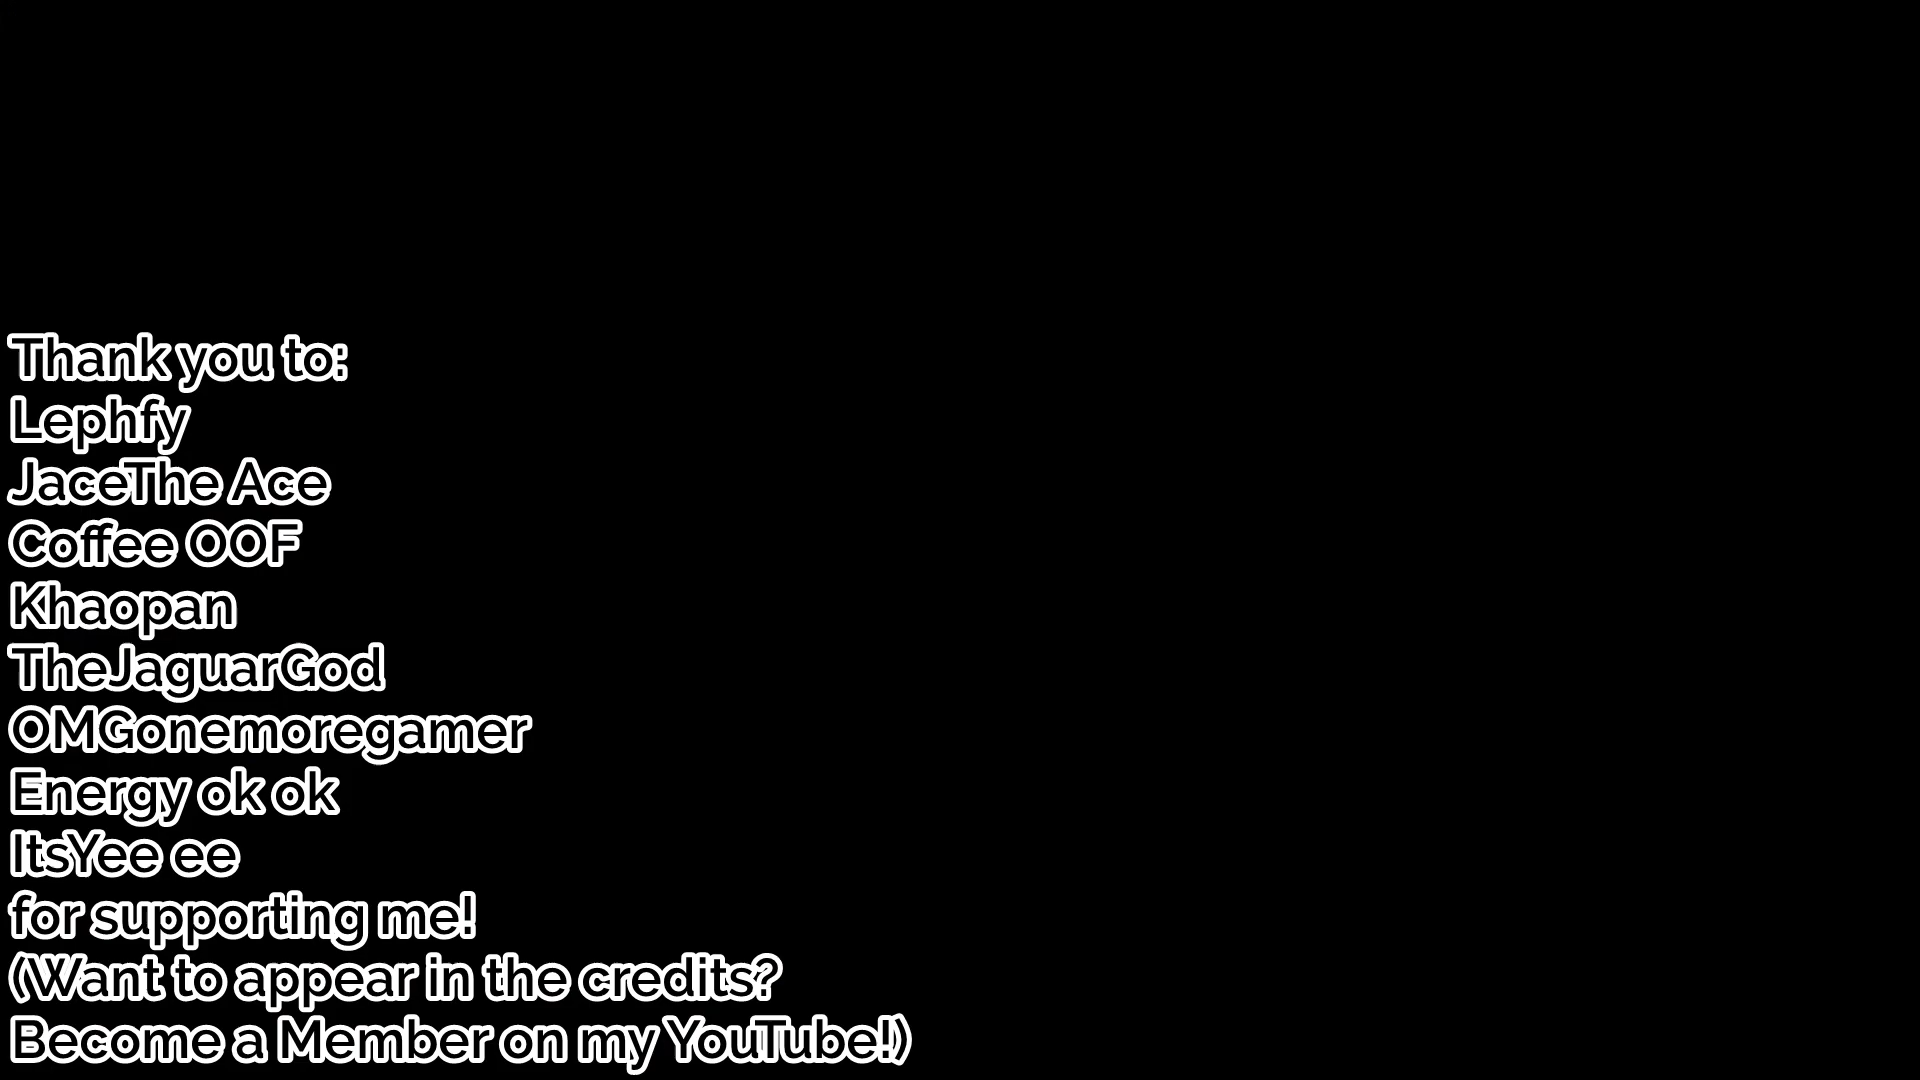 Thank you to:
Lephfy
JaceThe Ace
Coffee OOF
Khaopan
TheJaguarGod
OMGonemoregamer
Energy ok ok
ItsYee ee
for supporting me!
(Want to appear in the credits?
Become a Member on my YouTube!)